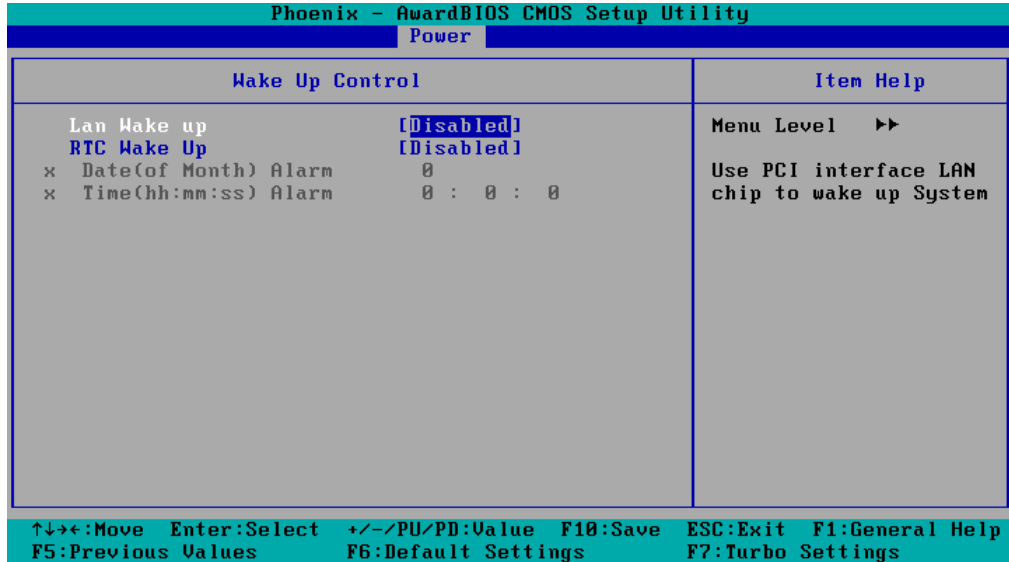 Phoenix - AwardBIOS CMOS Setup Utility
Power
Wake Up Control
Item Help
Lan Wake up [Disabled]
RTC Wake Up [Disabled]
x Date(of Month) Alarm 0
x Time(hh:mm:ss) Alarm 0 : 0 : 0
Menu Level ►►
Use PCI interface LAN
chip to wake up System
↑↓→←:Move Enter:Select +/-/PU/PD:Value F10:Save ESC:Exit F1:General Help
F5:Previous Values F6:Default Settings F7:Turbo Settings